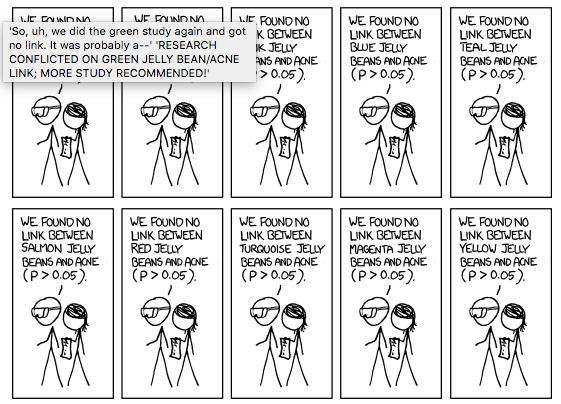 'So, uh, we did the green study again and got
no link. It was probably a--' 'RESEARCH
CONFLICTED ON GREEN JELLY BEAN/ACNE
LINK; MORE STUDY RECOMMENDED!'
WE FOUND NO
WE FOUND NO
WE FOUND NO
JELLY
AND ACNE
0.05).
WE FOUND NO
LINK BETWEEN
BLUE JELLY
BEANS AND ACNE
(P > 0.05).
WE FOUND NO
LINK BETWEEN
TEAL JELLY
BEANS AND ACNE
(P > 0.05).
WE FOUND NO
LINK BETWEEN
SALMON JELLY
BEANS AND ACNE
(P > 0.05).
WE FOUND NO
LINK BETWEEN
RED JELLY
BEANS AND ACNE
(P > 0.05).
WE FOUND NO
LINK BETWEEN
TURQUOISE JELLY
BEANS AND ACNE
(P > 0.05).
WE FOUND NO
LINK BETWEEN
MAGENTA JELLY
BEANS AND ACNE
(P > 0.05).
WE FOUND NO
LINK BETWEEN
YELLOW JELLY
BEANS AND ACNE
(P > 0.05).